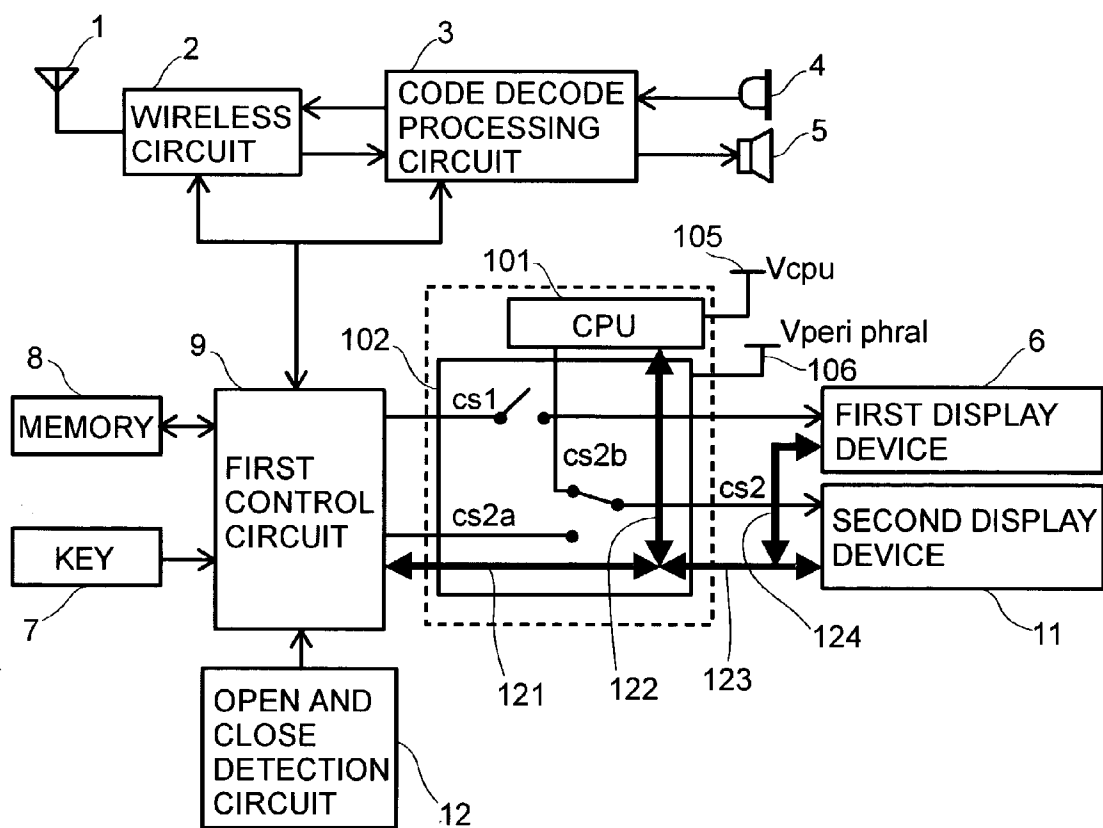 1
2
3
4
5
WIRELESS
CIRCUIT
CODE DECODE
PROCESSING
CIRCUIT
101
105
Vcpu
CPU
Vperi phral
106
6
8
9
102
MEMORY
cs1
FIRST DISPLAY
DEVICE
FIRST
CONTROL
CIRCUIT
cs2b
cs2
cs2a
SECOND DISPLAY
DEVICE
KEY
7
121
122
123
124
11
OPEN AND
CLOSE
DETECTION
CIRCUIT
12